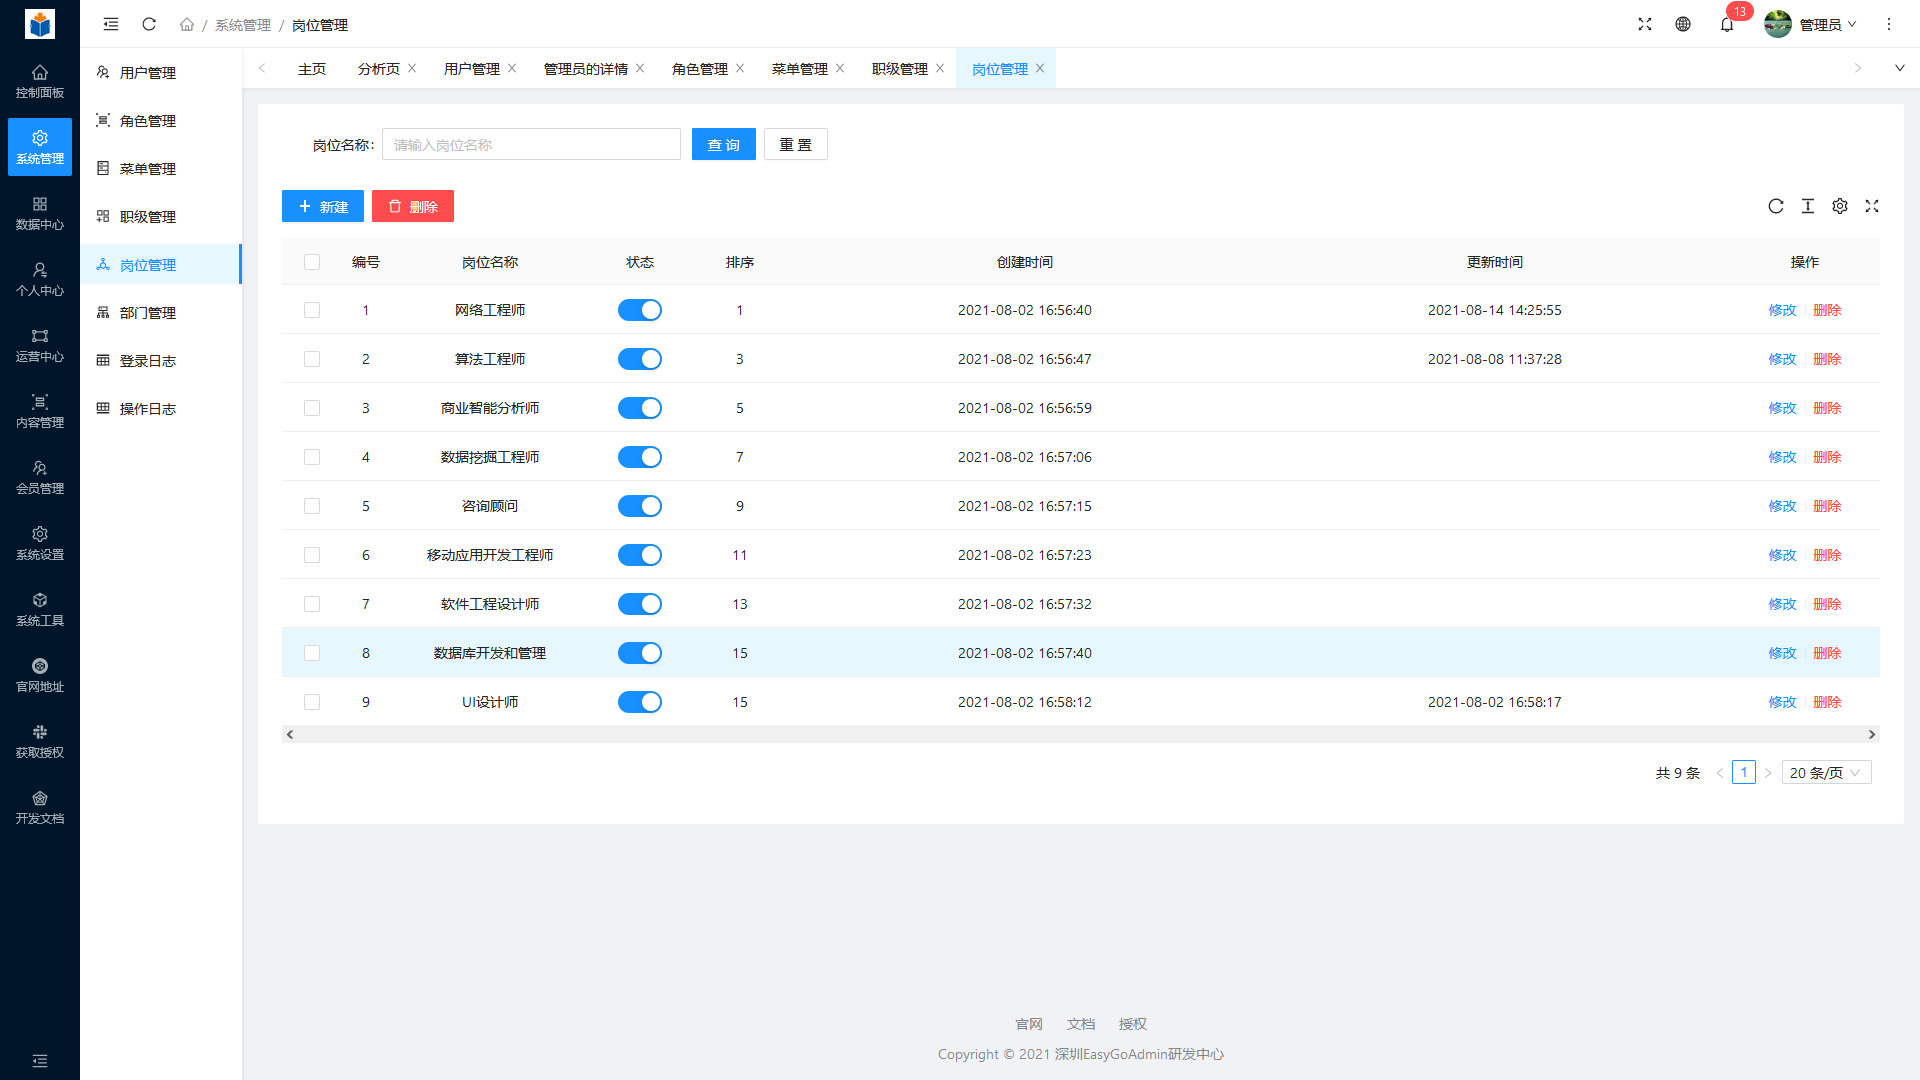 系统管理 / 岗位管理
13
管理员
控制面板
系统管理
数据中心
个人中心
运营中心
内容管理
会员管理
系统设置
系统工具
官网地址
获取授权
开发文档
用户管理
角色管理
菜单管理
职级管理
岗位管理
部门管理
登录日志
操作日志
主页 分析页 用户管理 管理员的详情 角色管理 菜单管理 职级管理 岗位管理
岗位名称: 请输入岗位名称 查 询 重 置
新建 删除
编号 岗位名称 状态 排序 创建时间 更新时间 操作
1 网络工程师 1 2021-08-02 16:56:40 2021-08-14 14:25:55 修改 删除
2 算法工程师 3 2021-08-02 16:56:47 2021-08-08 11:37:28 修改 删除
3 商业智能分析师 5 2021-08-02 16:56:59 修改 删除
4 数据挖掘工程师 7 2021-08-02 16:57:06 修改 删除
5 咨询顾问 9 2021-08-02 16:57:15 修改 删除
6 移动应用开发工程师 11 2021-08-02 16:57:23 修改 删除
7 软件工程设计师 13 2021-08-02 16:57:32 修改 删除
8 数据库开发和管理 15 2021-08-02 16:57:40 修改 删除
9 UI设计师 15 2021-08-02 16:58:12 2021-08-02 16:58:17 修改 删除
共 9 条 1 20 条/页
官网 文档 授权
Copyright © 2021 深圳EasyGoAdmin研发中心